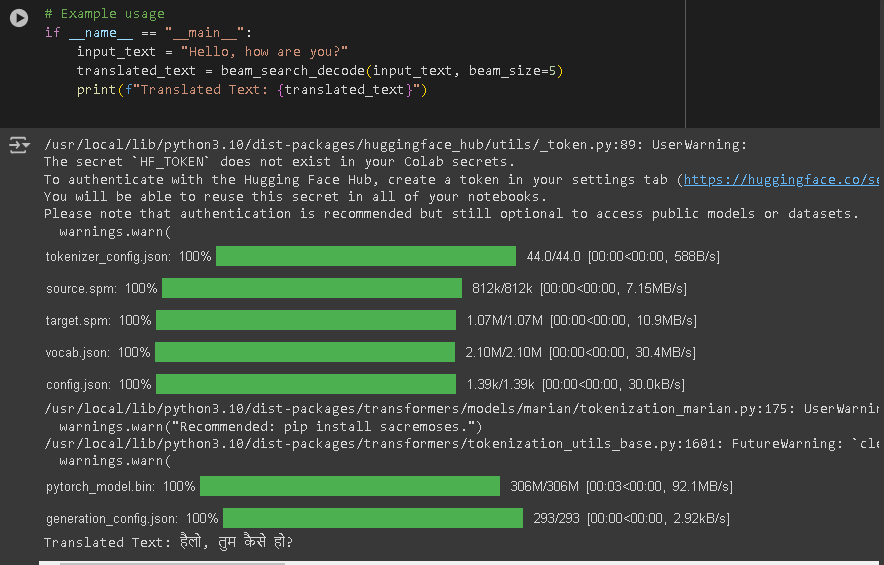 # Example usage
if __name__ == "__main__":
    input_text = "Hello, how are you?"
    translated_text = beam_search_decode(input_text, beam_size=5)
    print(f"Translated Text: {translated_text}")
/usr/local/lib/python3.10/dist-packages/huggingface_hub/utils/_token.py:89: UserWarning:
The secret `HF_TOKEN` does not exist in your Colab secrets.
To authenticate with the Hugging Face Hub, create a token in your settings tab (https://huggingface.co/se
You will be able to reuse this secret in all of your notebooks.
Please note that authentication is recommended but still optional to access public models or datasets.
  warnings.warn(
tokenizer_config.json: 100% 44.0/44.0 [00:00<00:00, 588B/s]
source.spm: 100% 812k/812k [00:00<00:00, 7.15MB/s]
target.spm: 100% 1.07M/1.07M [00:00<00:00, 10.9MB/s]
vocab.json: 100% 2.10M/2.10M [00:00<00:00, 30.4MB/s]
config.json: 100% 1.39k/1.39k [00:00<00:00, 30.0kB/s]
/usr/local/lib/python3.10/dist-packages/transformers/models/marian/tokenization_marian.py:175: UserWarnin
  warnings.warn("Recommended: pip install sacremoses.")
/usr/local/lib/python3.10/dist-packages/transformers/tokenization_utils_base.py:1601: FutureWarning: `cle
  warnings.warn(
pytorch_model.bin: 100% 306M/306M [00:03<00:00, 92.1MB/s]
generation_config.json: 100% 293/293 [00:00<00:00, 2.92kB/s]
Translated Text: हैलो, तुम कैसे हो?